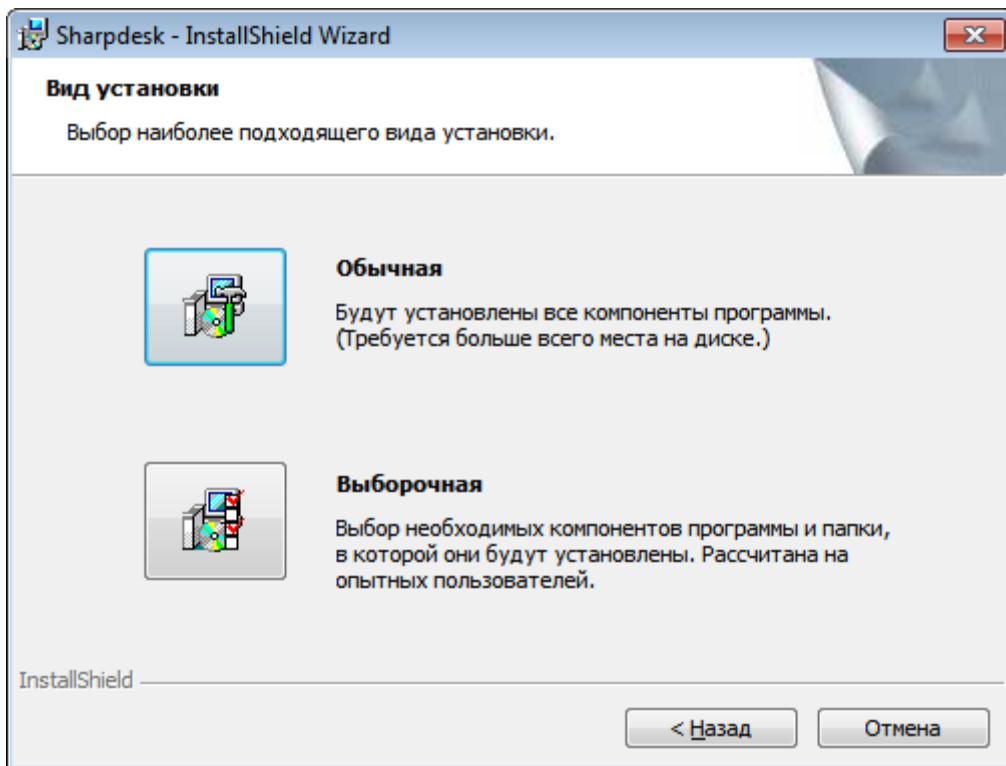 Sharpdesk - InstallShield Wizard
Вид установки
Выбор наиболее подходящего вида установки.
Обычная
Будут установлены все компоненты программы.
(Требуется больше всего места на диске.)
Выборочная
Выбор необходимых компонентов программы и папки,
в которой они будут установлены. Рассчитана на
опытных пользователей.
InstallShield
< Назад
Отмена